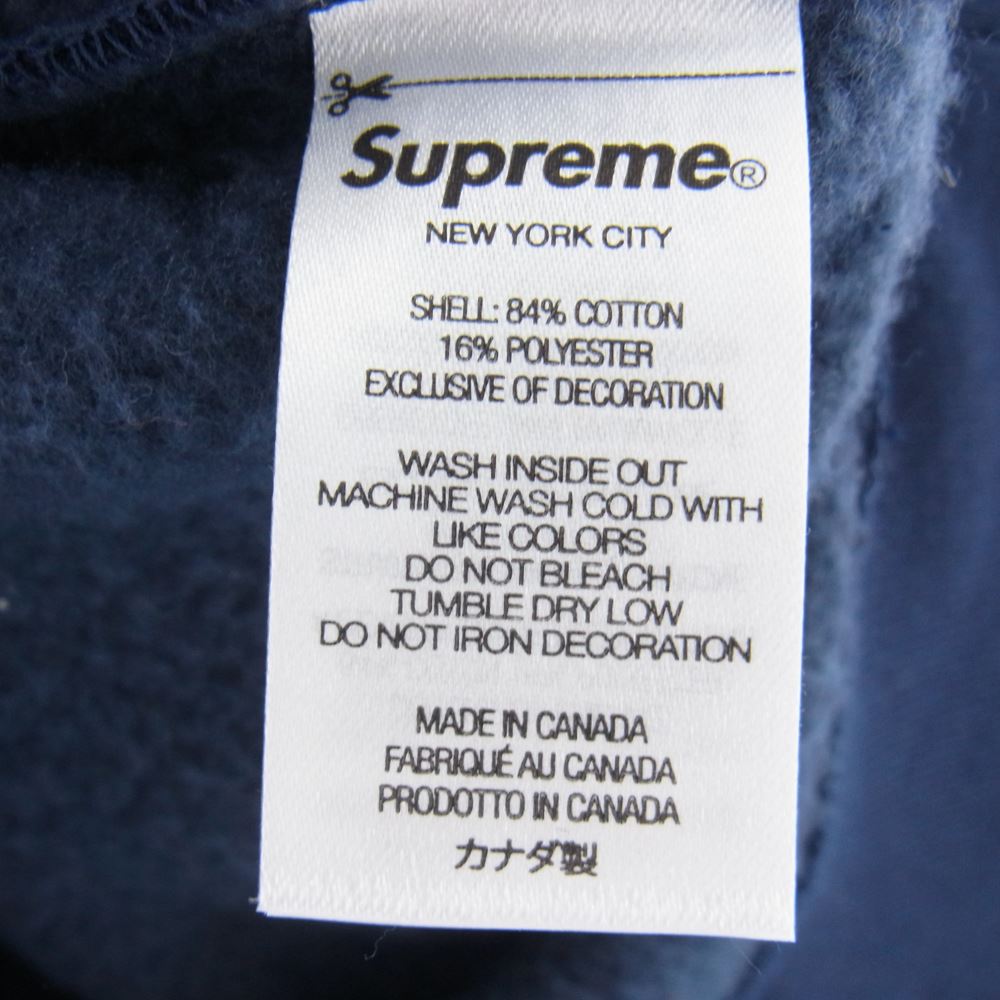 Supreme®
NEW YORK CITY
SHELL: 84% COTTON
16% POLYESTER
EXCLUSIVE OF DECORATION
WASH INSIDE OUT
MACHINE WASH COLD WITH
LIKE COLORS
DO NOT BLEACH
TUMBLE DRY LOW
DO NOT IRON DECORATION
MADE IN CANADA
FABRIQUÉ AU CANADA
PRODOTTO IN CANADA
カナダ製